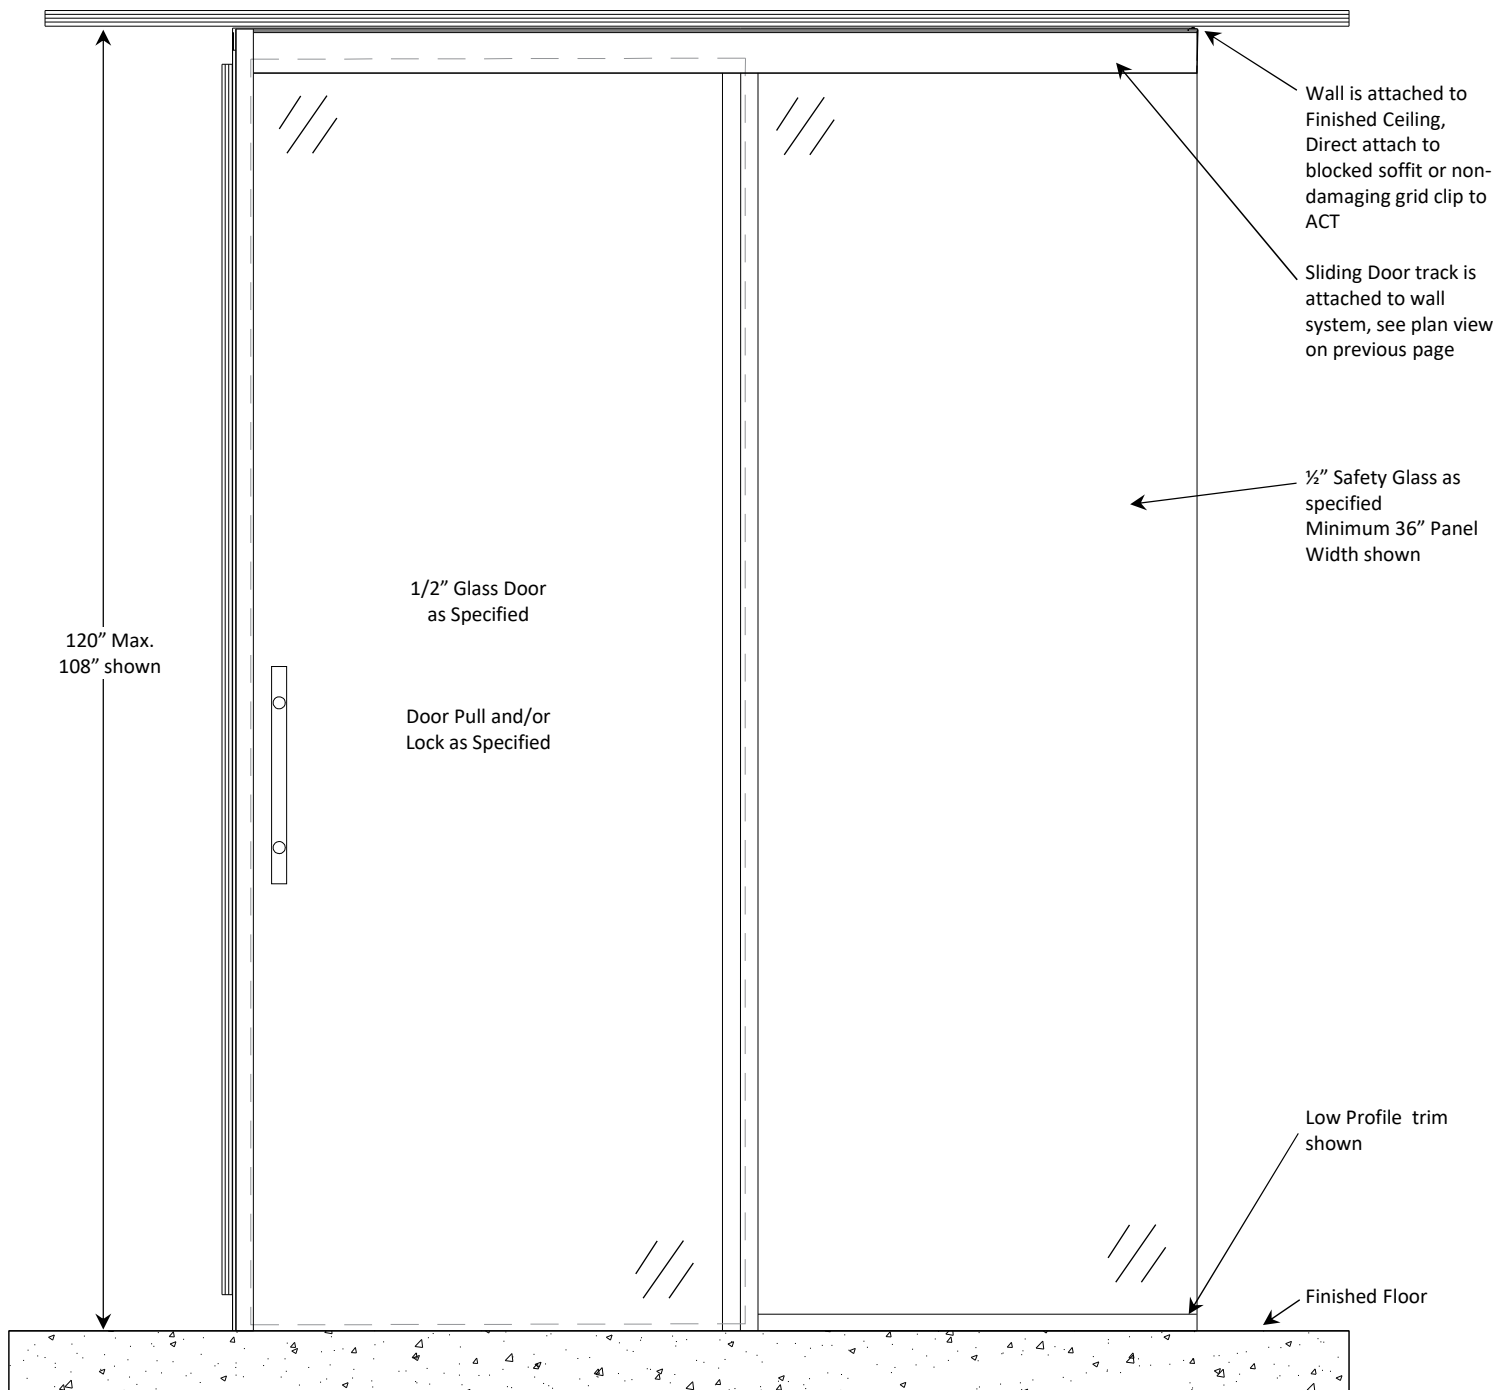 Wall is attached to
Finished Ceiling,
Direct attach to
blocked soffit or non-
damaging grid clip to
ACT
Sliding Door track is
attached to wall
system, see plan view
on previous page
½” Safety Glass as
specified
Minimum 36” Panel
Width shown
1/2” Glass Door
as Specified
120” Max.
108” shown
Door Pull and/or
Lock as Specified
Low Profile  trim
shown
Finished Floor